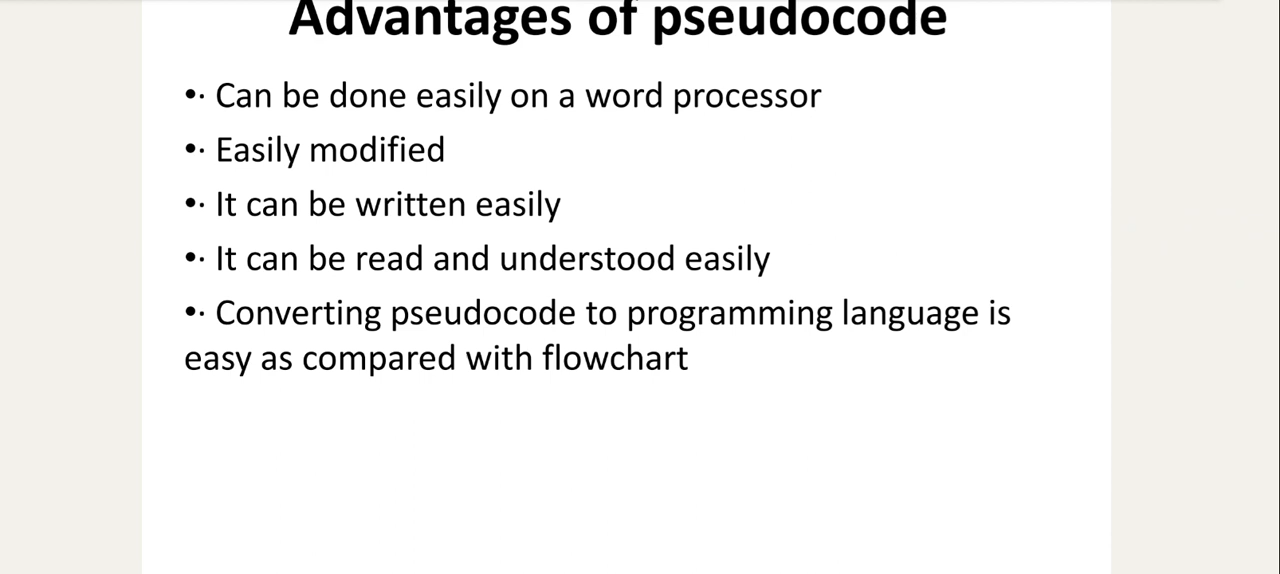 Advantages of pseudocode
•· Can be done easily on a word processor
•· Easily modified
•· It can be written easily
•· It can be read and understood easily
•· Converting pseudocode to programming language is
easy as compared with flowchart